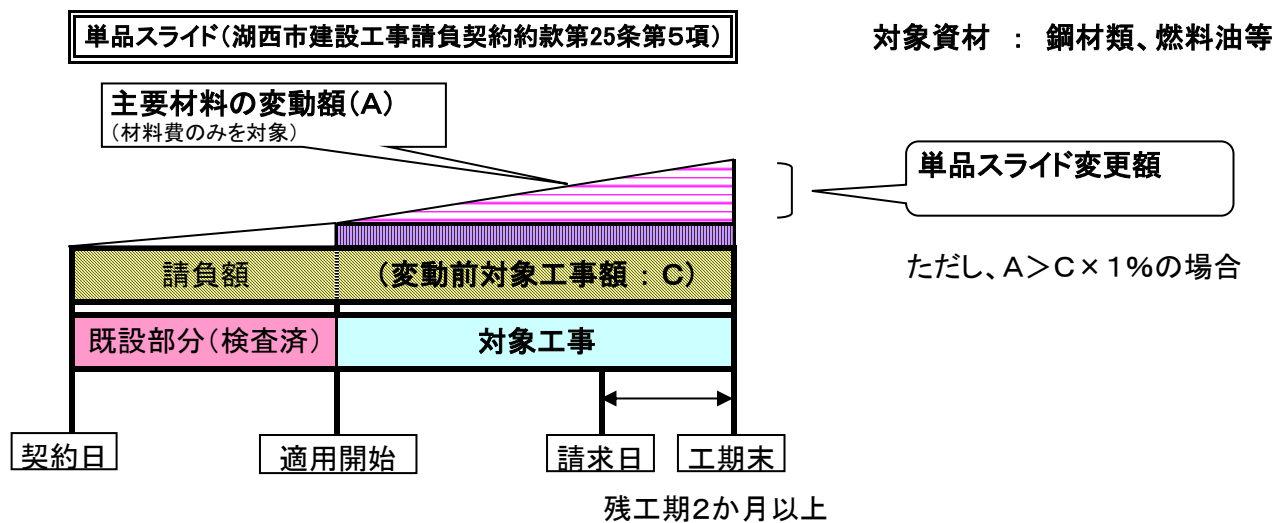 単品スライド（湖西市建設工事請負契約約款第25条第５項）
対象資材 ： 鋼材類、燃料油等
主要材料の変動額（Ａ）
（材料費のみを対象）
単品スライド変更額
ただし、Ａ＞Ｃ×１％の場合
請負額
（変動前対象工事額：Ｃ）
既設部分（検査済）
対象工事
契約日
適用開始
請求日
工期末
残工期２か月以上